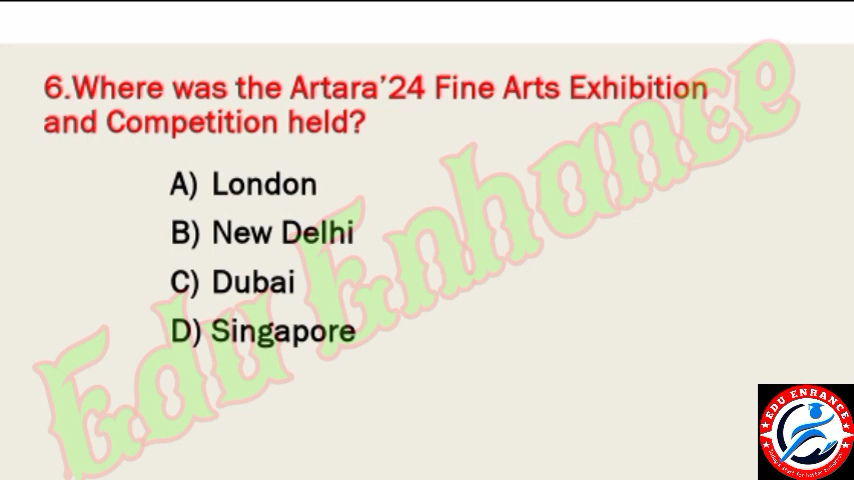 6.Where was the Artara’24 Fine Arts Exhibition
and Competition held?
A) London
B) New Delhi
C) Dubai
D) Singapore
Edu Enhance
EDU ENHANCE